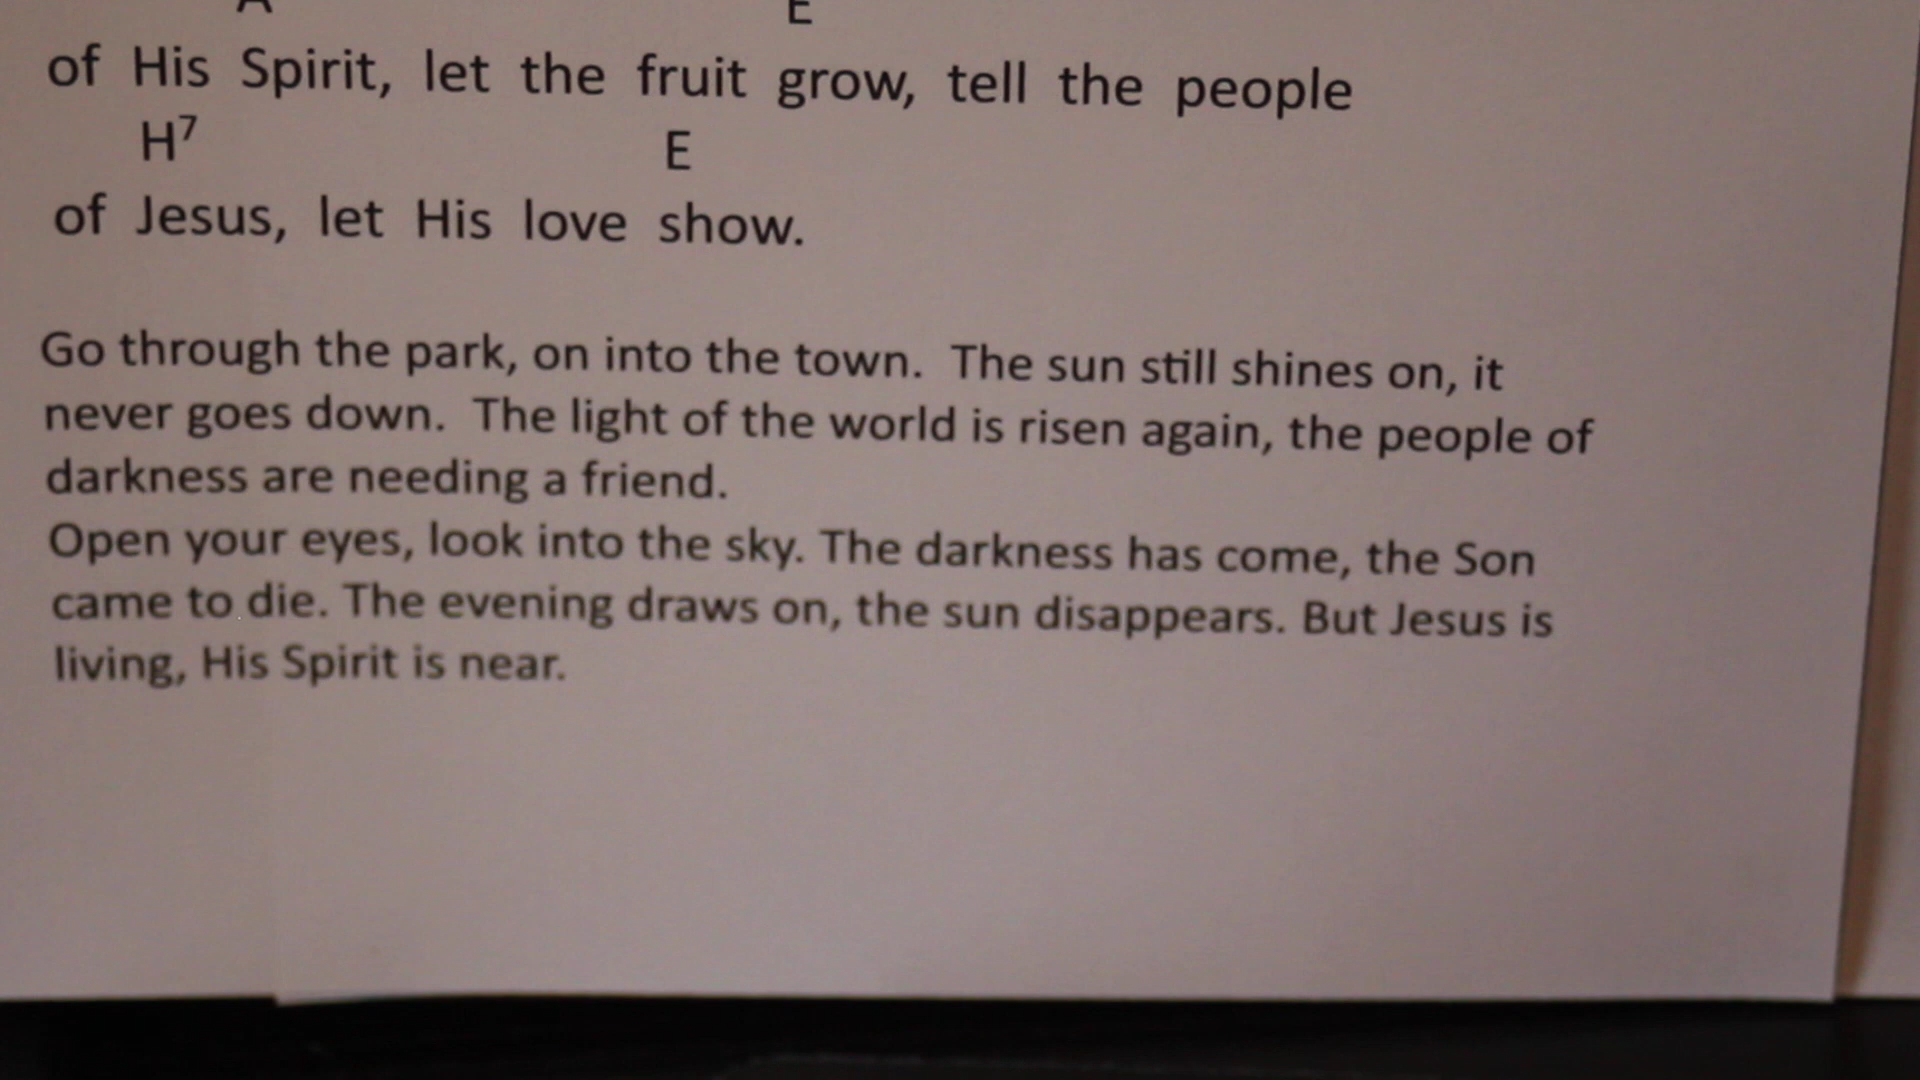 A E
of His Spirit, let the fruit grow, tell the people
H⁷ E
of Jesus, let His love show.
Go through the park, on into the town. The sun still shines on, it
never goes down. The light of the world is risen again, the people of
darkness are needing a friend.
Open your eyes, look into the sky. The darkness has come, the Son
came to die. The evening draws on, the sun disappears. But Jesus is
living, His Spirit is near.